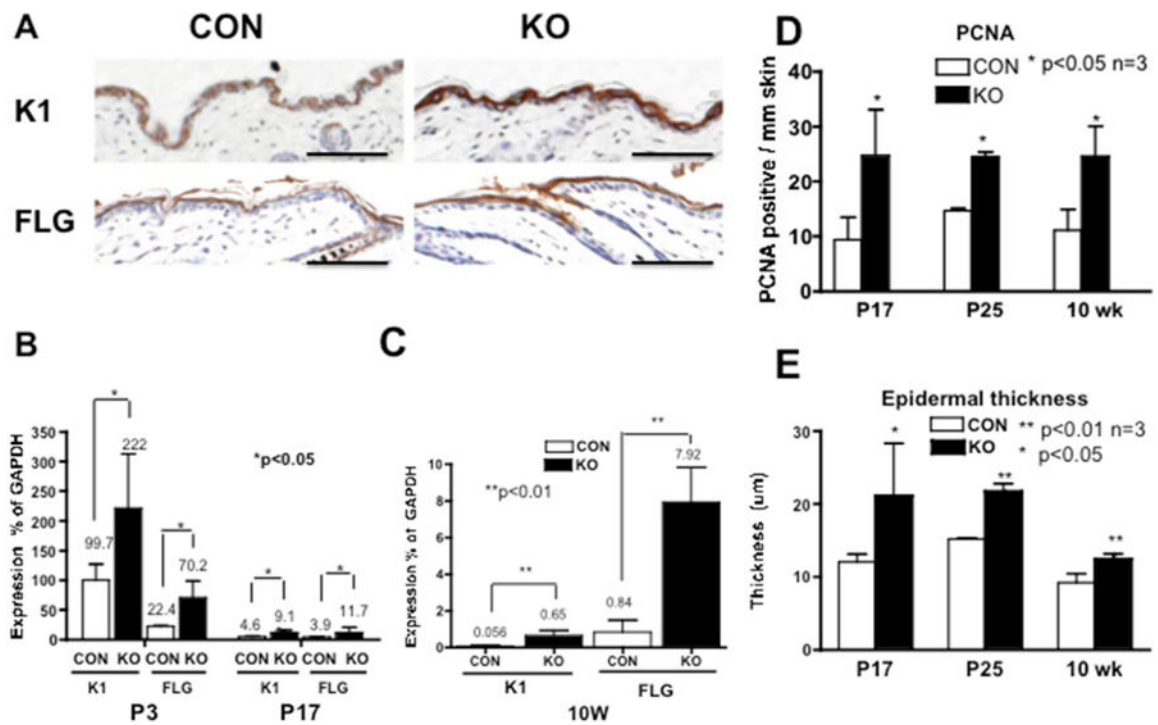 A
CON
KO
K1
FLG
B
Expression % of GAPDH
350
300
250
200
150
100
50
0
*
99.7
222
*
22.4
70.2
*p<0.05
*
4.6
9.1
*
3.9
11.7
CON KO CON KO CON KO CON KO
K1 FLG K1 FLG
P3 P17
C
Expression % of GAPDH
10
8
6
4
2
0
CON
KO
**p<0.01
**
0.056
0.65
**
0.84
7.92
CON KO CON KO
K1 FLG
10W
D
PCNA
CON * p<0.05 n=3
KO
PCNA positive / mm skin
40
30
20
10
0
*
*
*
P17 P25 10 wk
E
Epidermal thickness
CON ** p<0.01 n=3
KO * p<0.05
Thickness (um)
30
20
10
0
*
**
**
P17 P25 10 wk